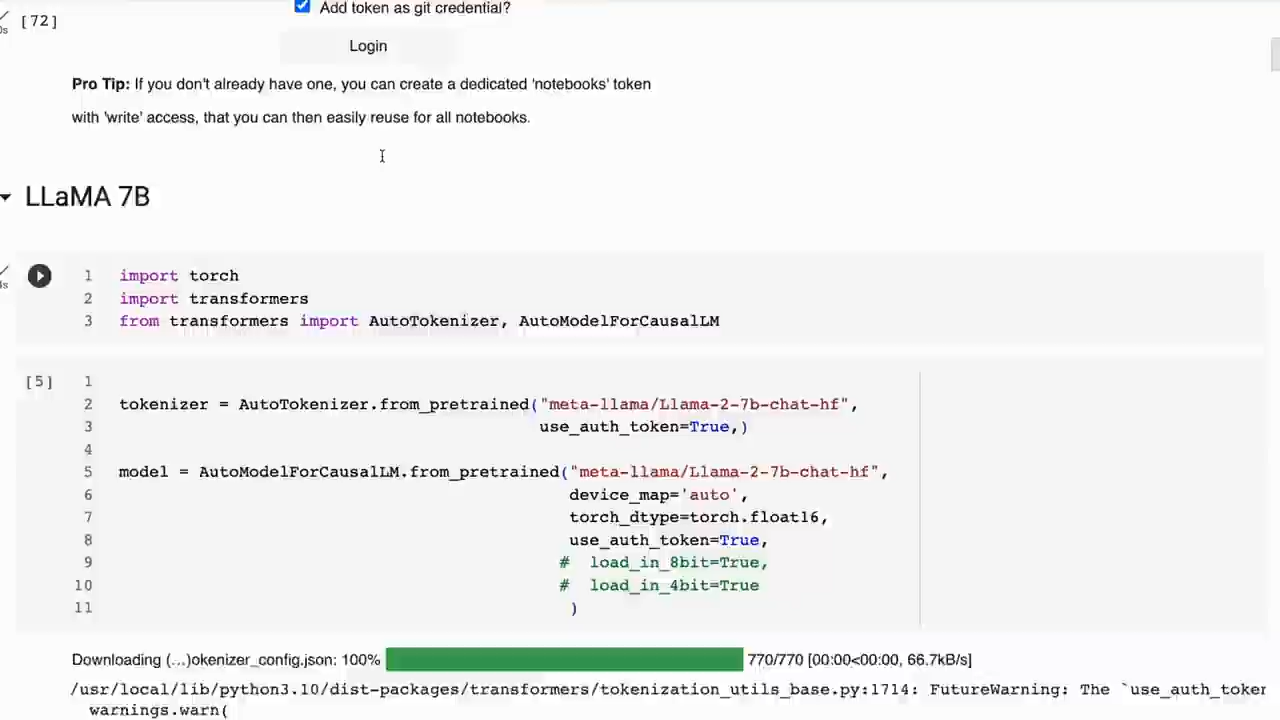 Add token as git credential?
[72]
Login
Pro Tip: If you don't already have one, you can create a dedicated 'notebooks' token
with 'write' access, that you can then easily reuse for all notebooks.
LLaMA 7B
1 import torch
2 import transformers
3 from transformers import AutoTokenizer, AutoModelForCausalLM
[5] 1
2 tokenizer = AutoTokenizer.from_pretrained("meta-llama/Llama-2-7b-chat-hf",
3 use_auth_token=True,)
4
5 model = AutoModelForCausalLM.from_pretrained("meta-llama/Llama-2-7b-chat-hf",
6 device_map='auto',
7 torch_dtype=torch.float16,
8 use_auth_token=True,
9 # load_in_8bit=True,
10 # load_in_4bit=True
11 )
Downloading (…)okenizer_config.json: 100% 770/770 [00:00<00:00, 66.7kB/s]
/usr/local/lib/python3.10/dist-packages/transformers/tokenization_utils_base.py:1714: FutureWarning: The `use_auth_token
warnings.warn(